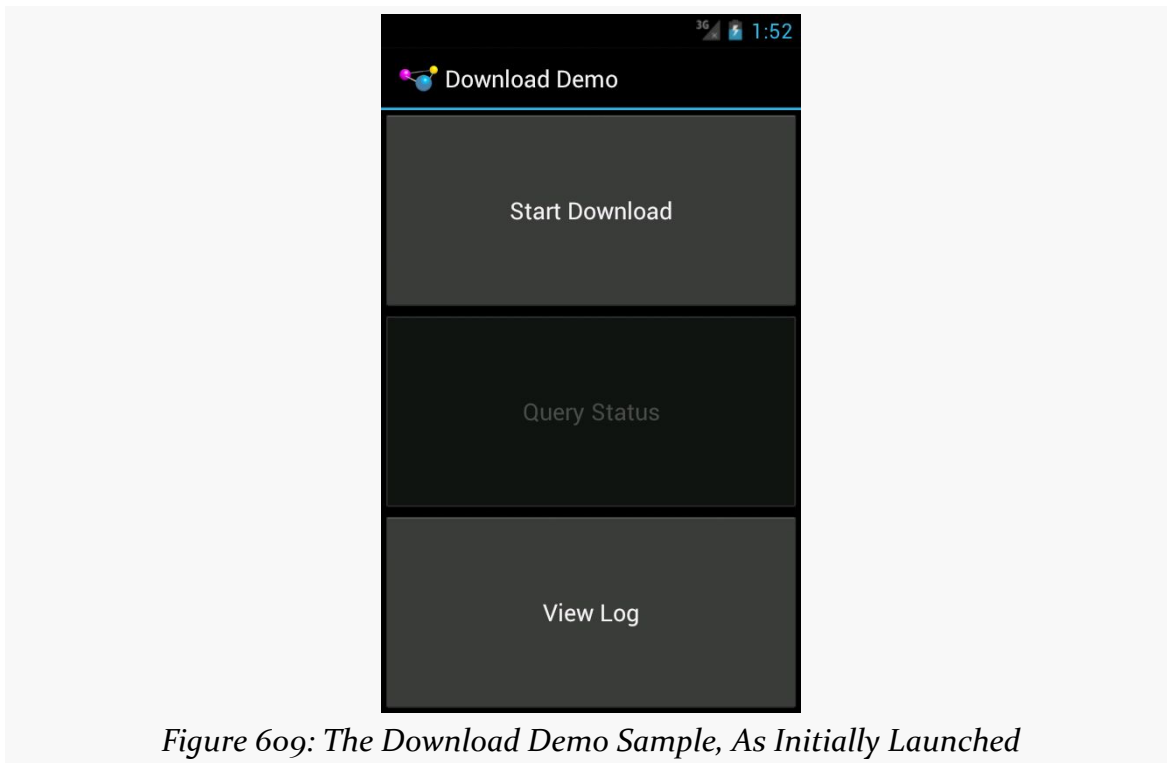 3G 1:52
Download Demo
Start Download
Query Status
View Log
Figure 609: The Download Demo Sample, As Initially Launched